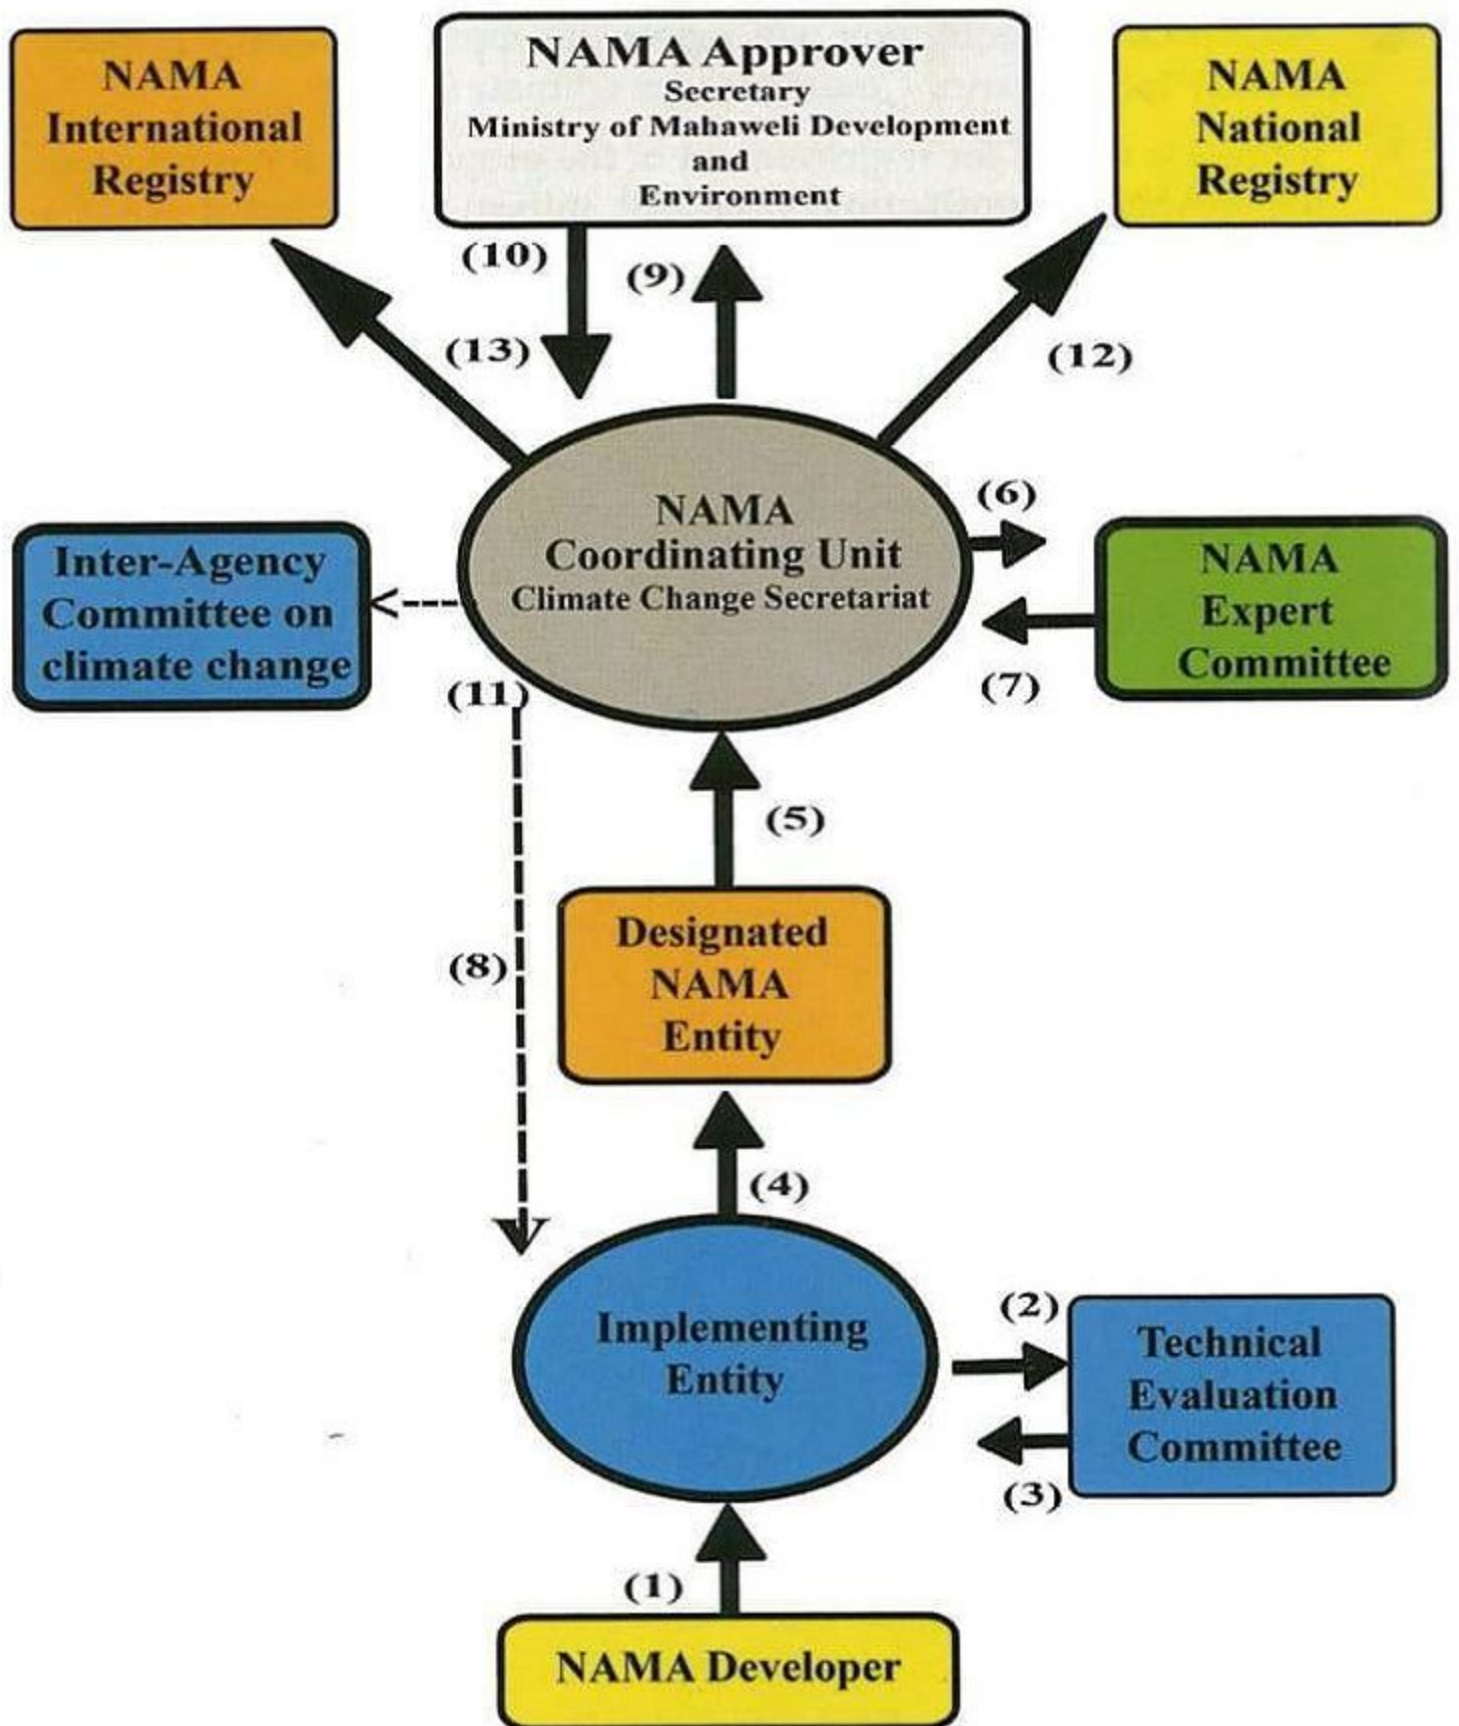 NAMA
International
Registry
NAMA Approver
Secretary
Ministry of Mahaweli Development
and
Environment
NAMA
National
Registry
(10)
(9)
(13)
(12)
NAMA
Coordinating Unit
Climate Change Secretariat
(6)
(7)
Inter-Agency
Committee on
climate change
NAMA
Expert
Committee
(11)
(5)
(8)
Designated
NAMA
Entity
(4)
Implementing
Entity
(2)
(3)
Technical
Evaluation
Committee
(1)
NAMA Developer